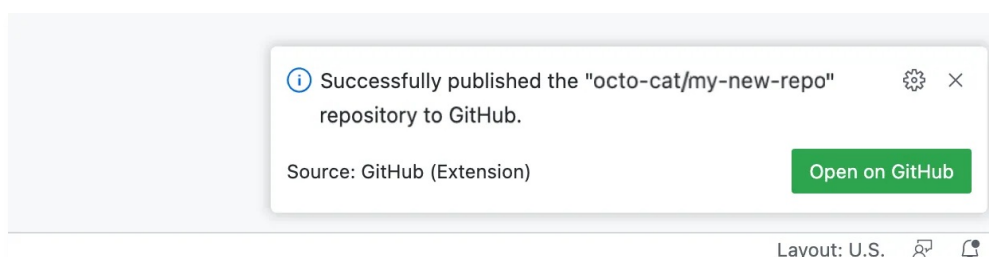 Successfully published the "octo-cat/my-new-repo"
repository to GitHub.
Source: GitHub (Extension)
Open on GitHub
Layout: U.S.